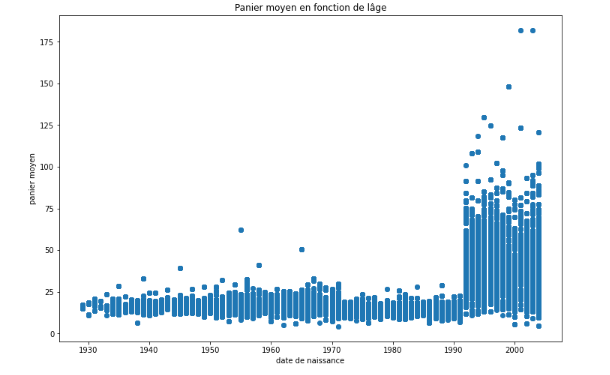 Panier moyen en fonction de lâge
panier moyen
175
150
125
100
75
50
25
0
1930 1940 1950 1960 1970 1980 1990 2000
date de naissance